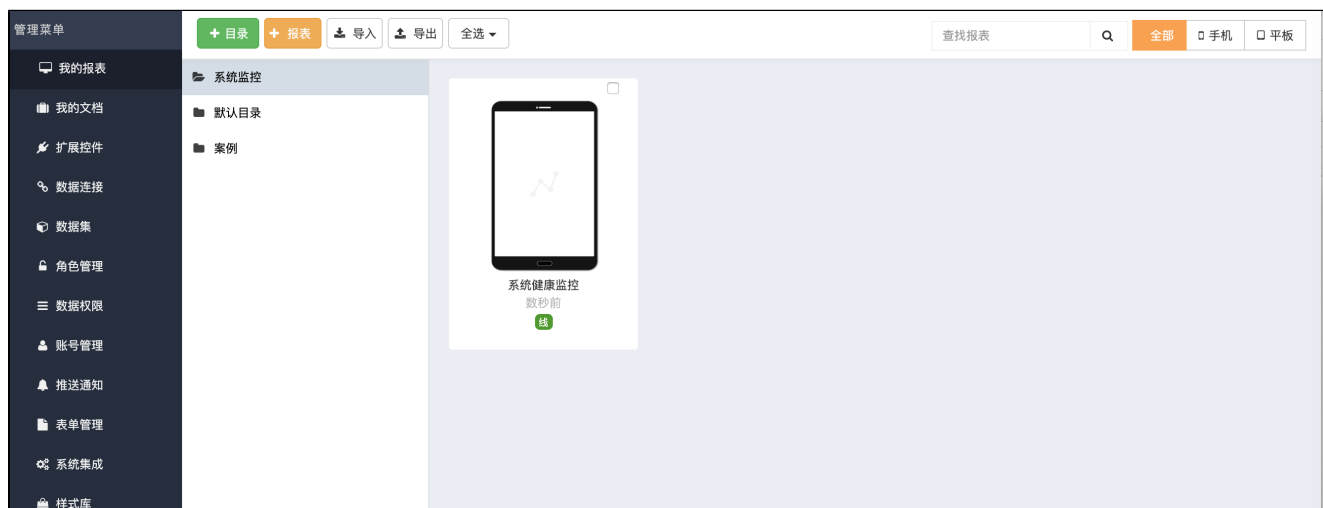 管理菜单
我的报表
我的文档
扩展控件
数据连接
数据集
角色管理
数据权限
账号管理
推送通知
表单管理
系统集成
样式库
目录 报表 导入 导出 全选
查找报表
全部 手机 平板
系统监控
默认目录
案例
系统健康监控
数秒前
线